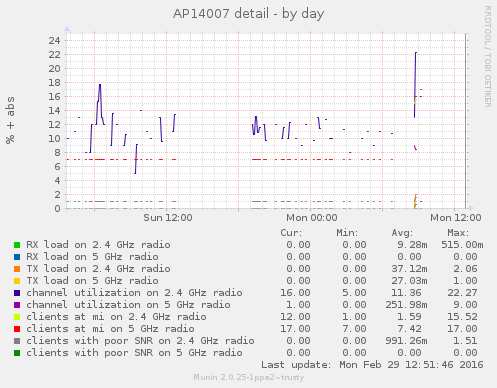 AP14007 detail - by day
RRDTOOL / TOBI OETIKER
% + abs
24
22
20
18
16
14
12
10
8
6
4
2
0
Sun 12:00 Mon 00:00 Mon 12:00
Cur: Min: Avg: Max:
RX load on 2.4 GHz radio 0.00 0.00 9.28m 515.00m
RX load on 5 GHz radio 0.00 0.00 0.00 0.00
TX load on 2.4 GHz radio 0.00 0.00 37.12m 2.06
TX load on 5 GHz radio 0.00 0.00 27.03m 1.00
channel utilization on 2.4 GHz radio 16.00 5.00 11.36 22.27
channel utilization on 5 GHz radio 1.00 0.00 251.98m 9.00
clients at mi on 2.4 GHz radio 12.00 1.00 1.59 15.52
clients at mi on 5 GHz radio 17.00 7.00 7.42 17.00
clients with poor SNR on 2.4 GHz radio 0.00 0.00 991.26m 1.51
clients with poor SNR on 5 GHz radio 0.00 0.00 0.00 0.00
Last update: Mon Feb 29 12:51:46 2016
Munin 2.0.25-1ppa2~trusty